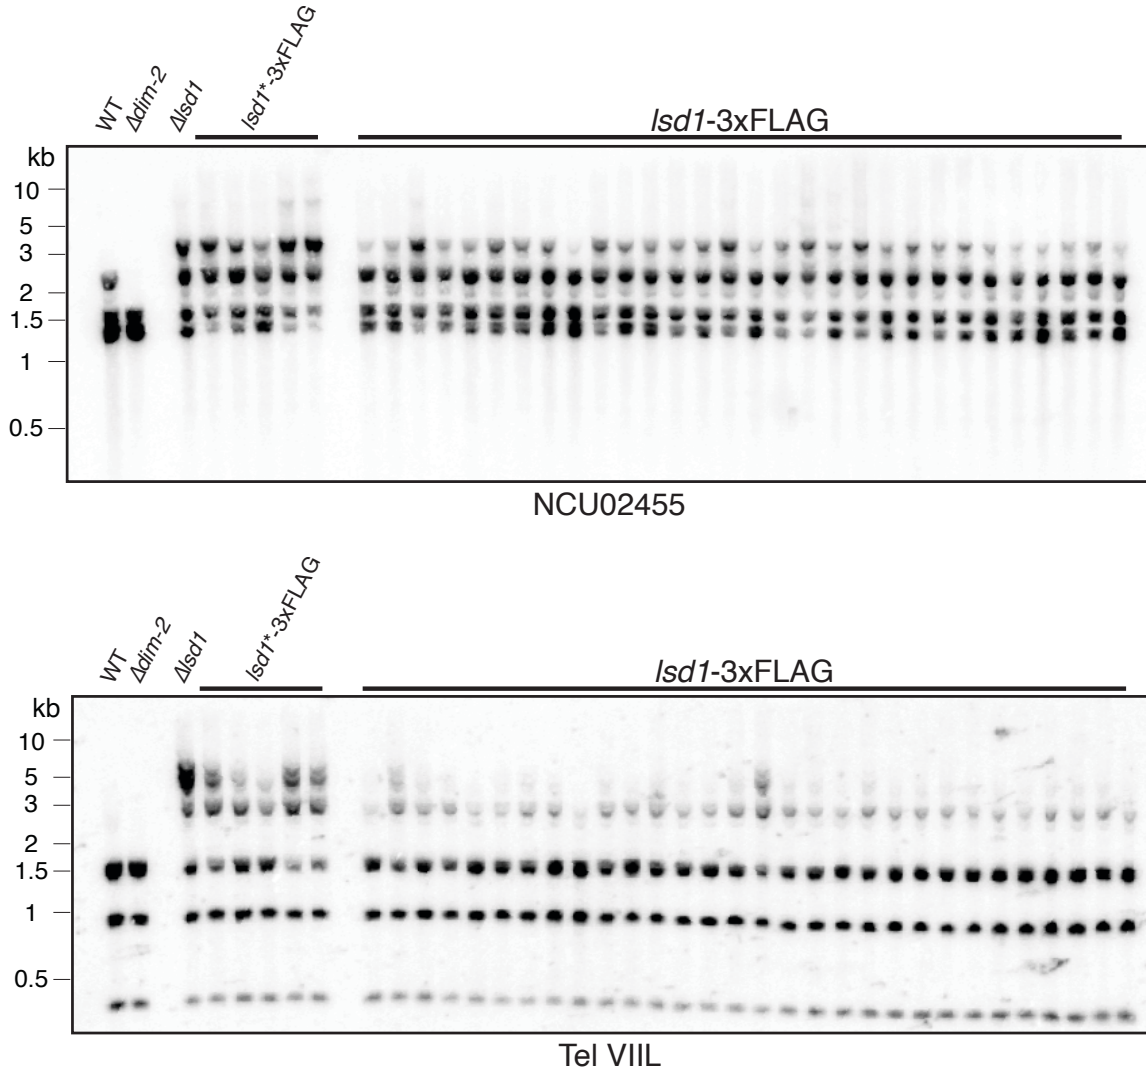 WT
Δdim-2
Δlsd1
lsd1*-3xFLAG
lsd1-3xFLAG
kb
10
5
3
2
1.5
1
0.5
NCU02455
WT
Δdim-2
Δlsd1
lsd1*-3xFLAG
lsd1-3xFLAG
kb
10
5
3
2
1.5
1
0.5
Tel VIIL